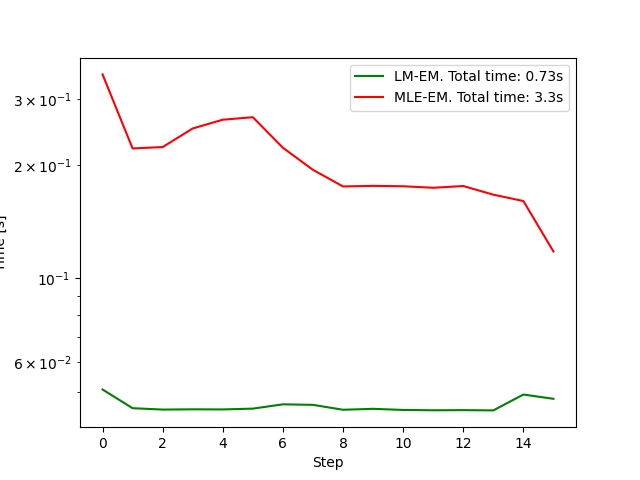 LM-EM. Total time: 0.73s
MLE-EM. Total time: 3.3s
3 × 10⁻¹
2 × 10⁻¹
10⁻¹
6 × 10⁻²
[s]
0 2 4 6 8 10 12 14
Step